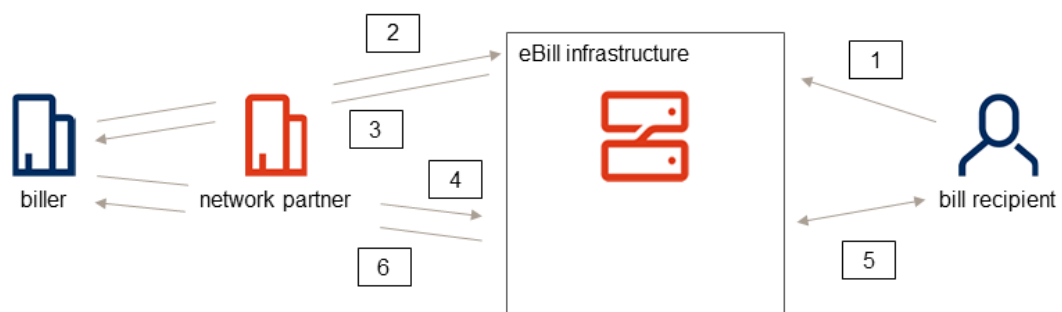 2
eBill infrastructure
1
3
4
biller
network partner
bill recipient
6
5